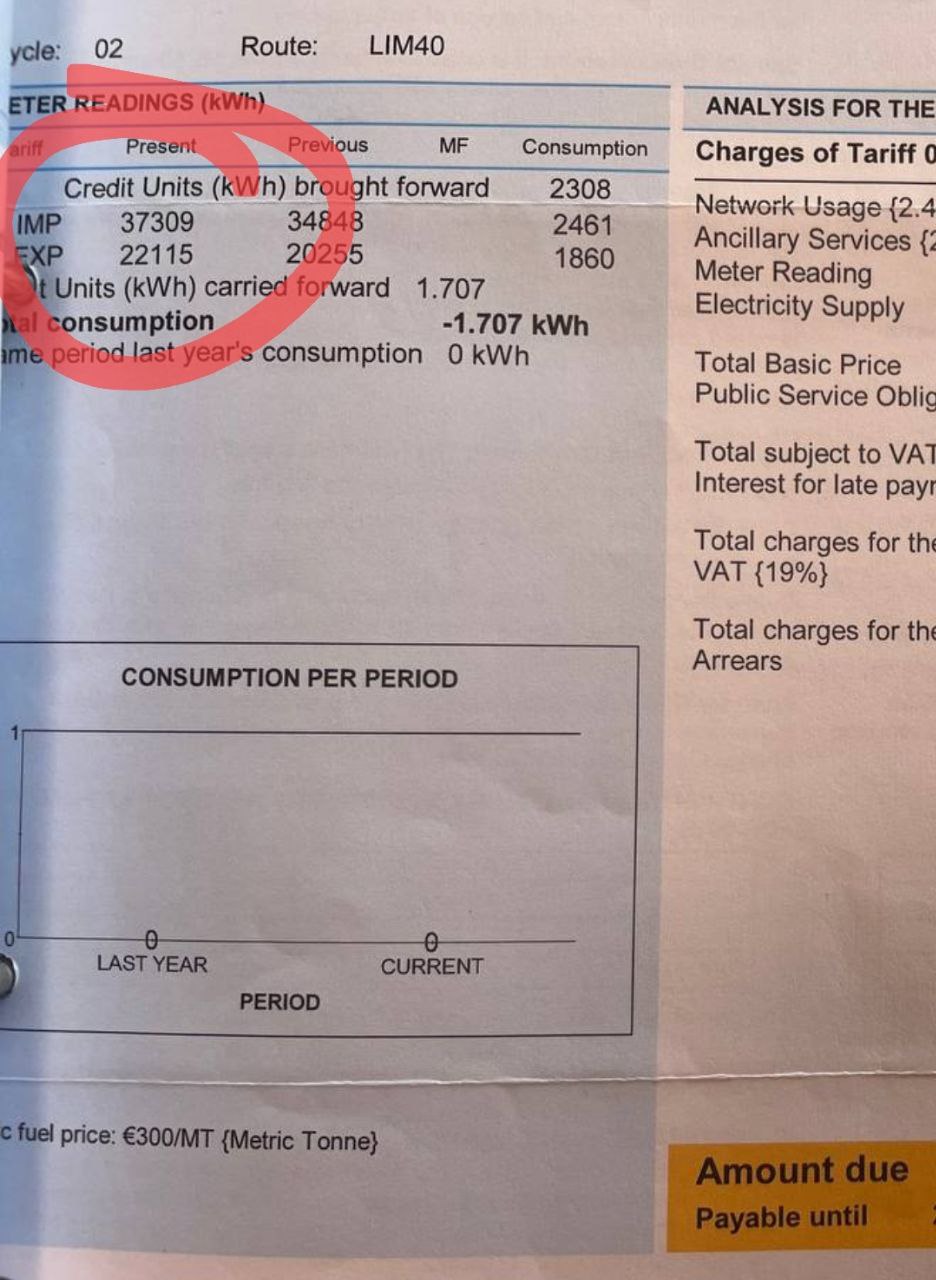 ycle: 02 Route: LIM40
ETER READINGS (kWh)
ariff Present Previous MF Consumption
Credit Units (kWh) brought forward 2308
IMP 37309 34848 2461
EXP 22115 20255 1860
t Units (kWh) carried forward 1.707
tal consumption -1.707 kWh
ame period last year's consumption 0 kWh
CONSUMPTION PER PERIOD
1
0
0 0
LAST YEAR CURRENT
PERIOD
c fuel price: €300/MT {Metric Tonne}
ANALYSIS FOR THE
Charges of Tariff 0
Network Usage {2.4
Ancillary Services {2
Meter Reading
Electricity Supply
Total Basic Price
Public Service Oblig
Total subject to VAT
Interest for late payr
Total charges for the
VAT {19%}
Total charges for the
Arrears
Amount due
Payable until